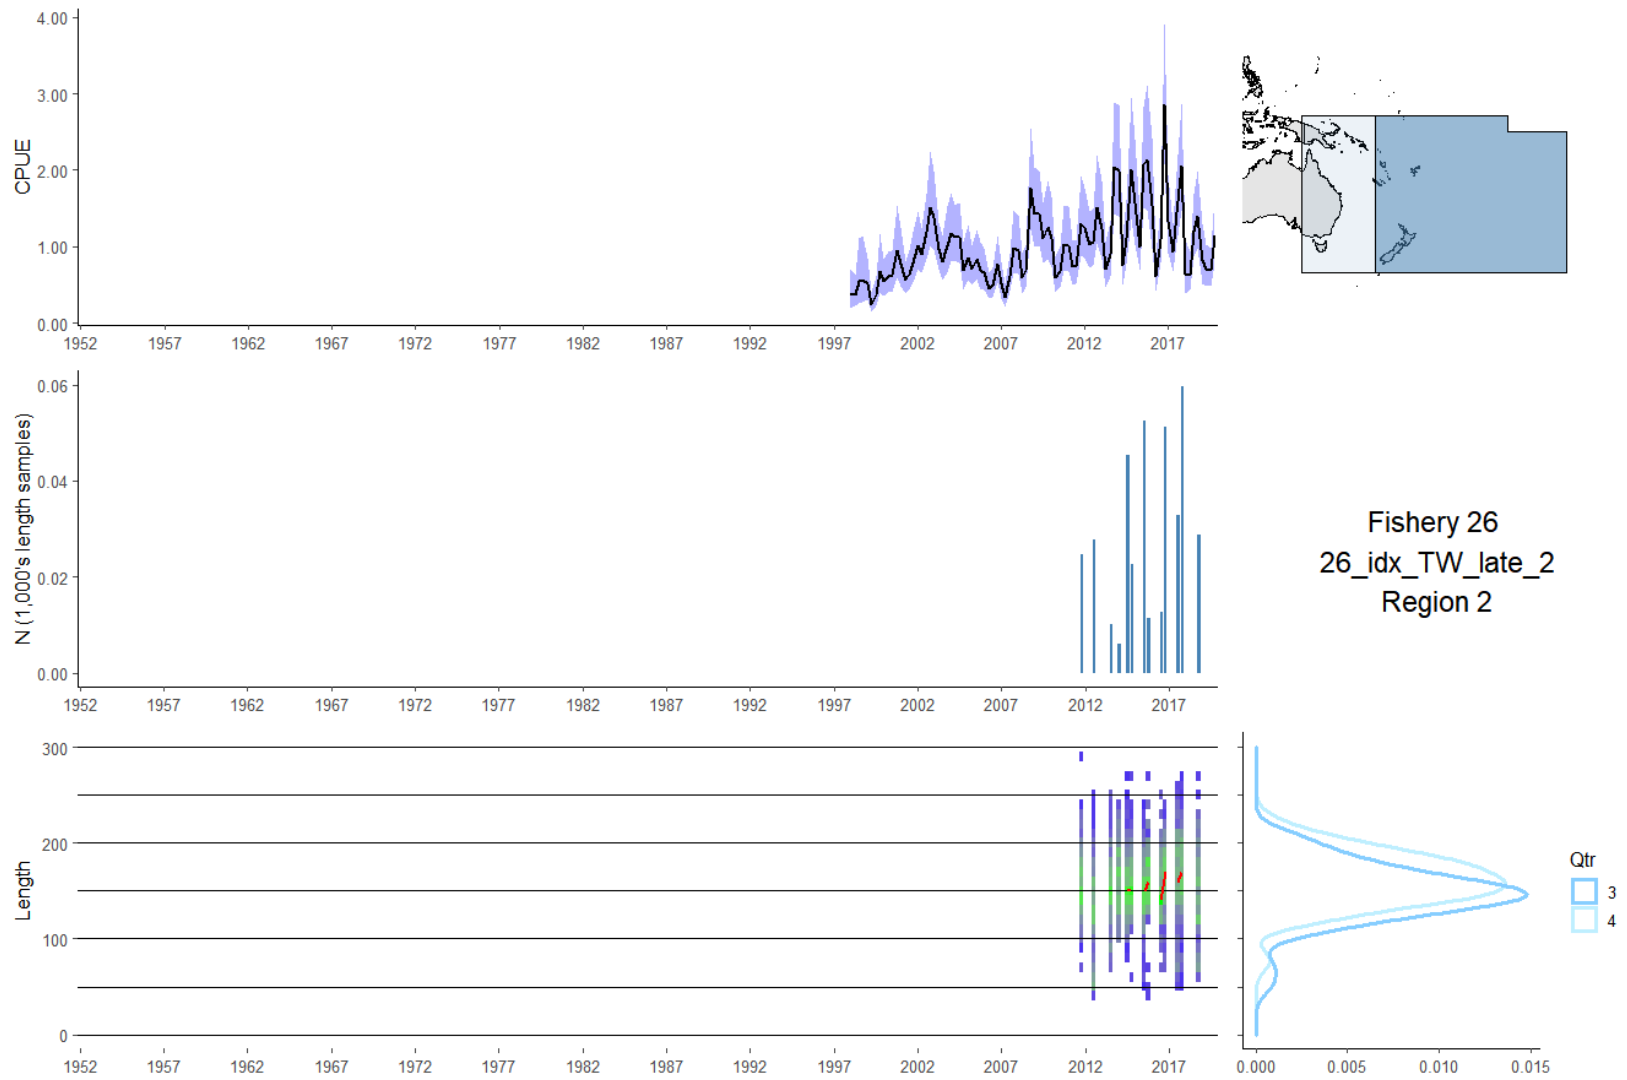 CPUE
4.00
3.00
2.00
1.00
0.00
1952 1957 1962 1967 1972 1977 1982 1987 1992 1997 2002 2007 2012 2017
N (1,000's length samples)
0.06
0.04
0.02
0.00
1952 1957 1962 1967 1972 1977 1982 1987 1992 1997 2002 2007 2012 2017
Fishery 26
26_idx_TW_late_2
Region 2
Length
300
200
100
0
1952 1957 1962 1967 1972 1977 1982 1987 1992 1997 2002 2007 2012 2017
0.000 0.005 0.010 0.015
Qtr
3
4